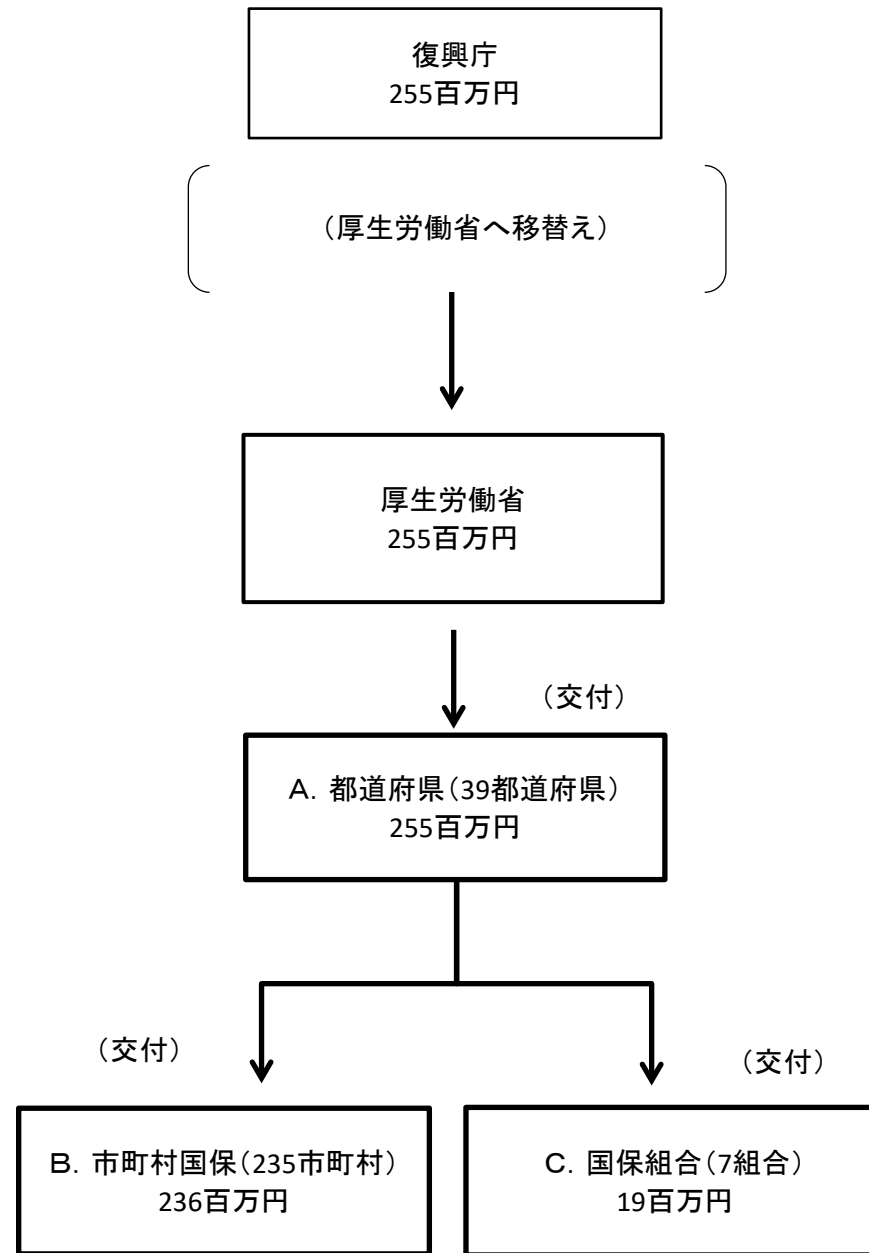 復興庁
255百万円
（厚生労働省へ移替え）
厚生労働省
255百万円
（交付）
Ａ．都道府県（39都道府県）
255百万円
（交付）
（交付）
Ｂ．市町村国保（235市町村）
236百万円
Ｃ．国保組合（7組合）
19百万円